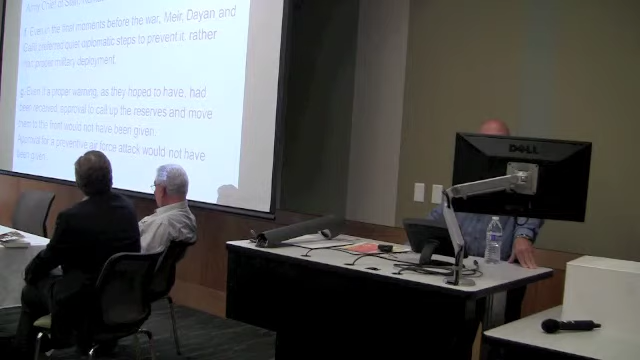 Army Chief of Staff,
f. Even in the final moments before the war, Meir, Dayan and
Galili preferred quiet diplomatic steps to prevent it, rather
than proper military deployment.
g. Even if a proper warning, as they hoped to have, had
been received, approval to call up the reserves and move
them to the front would not have been given.
Approval for a preventive air force attack would not have
been given.
DELL